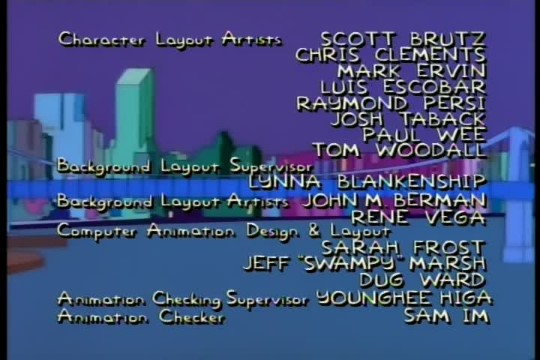 Character Layout Artists SCOTT BRUTZ
CHRIS CLEMENTS
MARK ERVIN
LUIS ESCOBAR
RAYMOND PERSI
JOSH TABACK
PAUL WEE
TOM WOODALL
Background Layout Supervisor
LYNNA BLANKENSHIP
Background Layout Artists JOHN M. BERMAN
RENE VEGA
Computer Animation Design & Layout
SARAH FROST
JEFF "SWAMPY" MARSH
DUG WARD
Animation Checking Supervisor YOUNGHEE HIGA
Animation Checker SAM IM